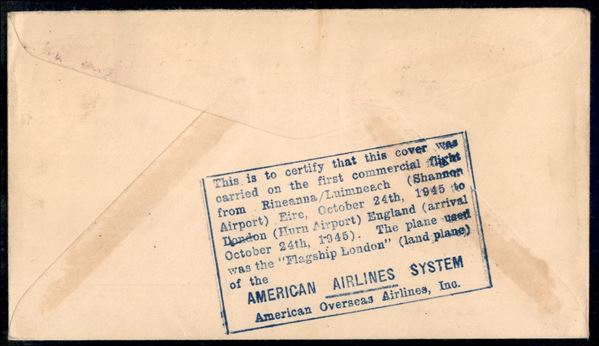 This is to certify that this cover was
carried on the first commercial flight
from Rineanna/Luimneach (Shannon
Airport) Eire, October 24th, 1945 to
London (Hurn Airport) England (arrival
October 24th, 1945). The plane used
was the "Flagship London" (land plane)
of the
AMERICAN AIRLINES SYSTEM
American Overseas Airlines, Inc.